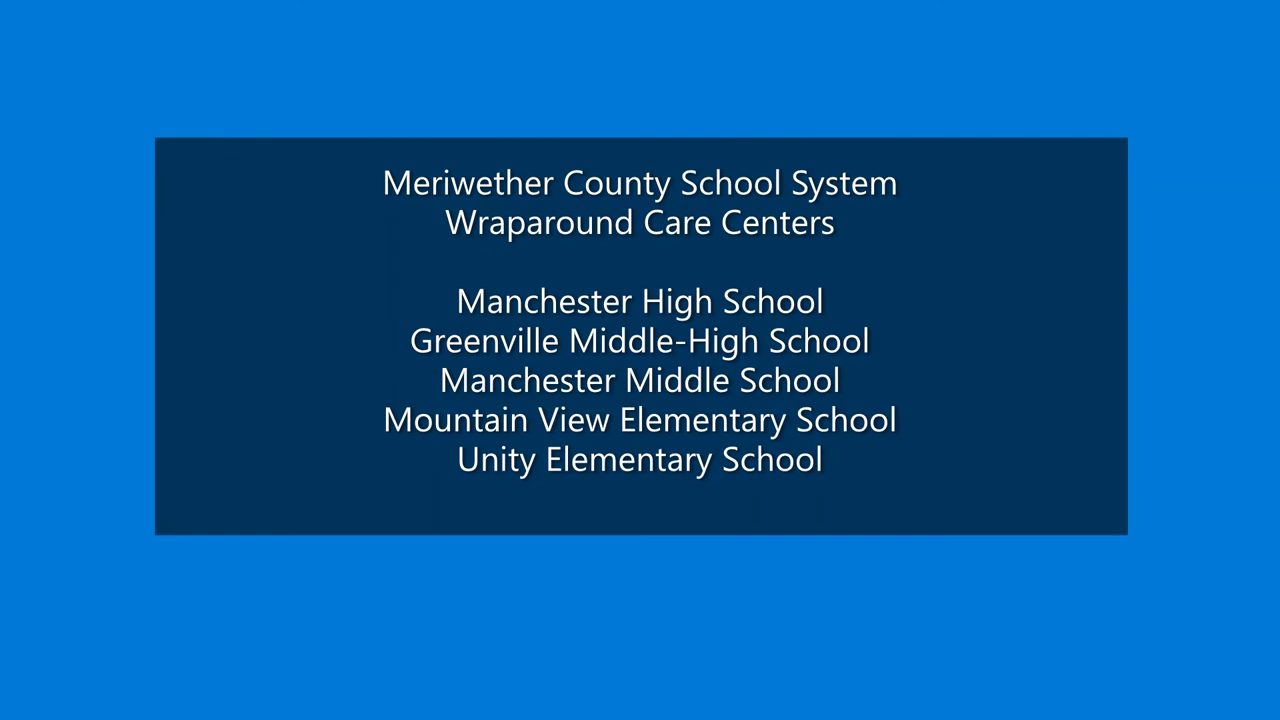 Meriwether County School System
Wraparound Care Centers
Manchester High School
Greenville Middle-High School
Manchester Middle School
Mountain View Elementary School
Unity Elementary School